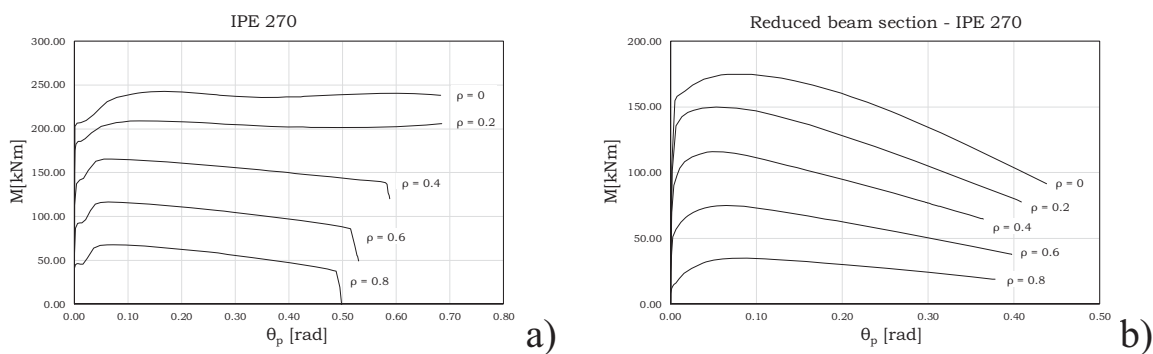 IPE 270
300.00
250.00
200.00
150.00
100.00
50.00
0.00
M[kNm]
0.00 0.10 0.20 0.30 0.40 0.50 0.60 0.70 0.80
θp [rad]
ρ = 0
ρ = 0.2
ρ = 0.4
ρ = 0.6
ρ = 0.8
a)
Reduced beam section - IPE 270
200.00
150.00
100.00
50.00
0.00
M[kNm]
0.00 0.10 0.20 0.30 0.40 0.50
θp [rad]
ρ = 0
ρ = 0.2
ρ = 0.4
ρ = 0.6
ρ = 0.8
b)